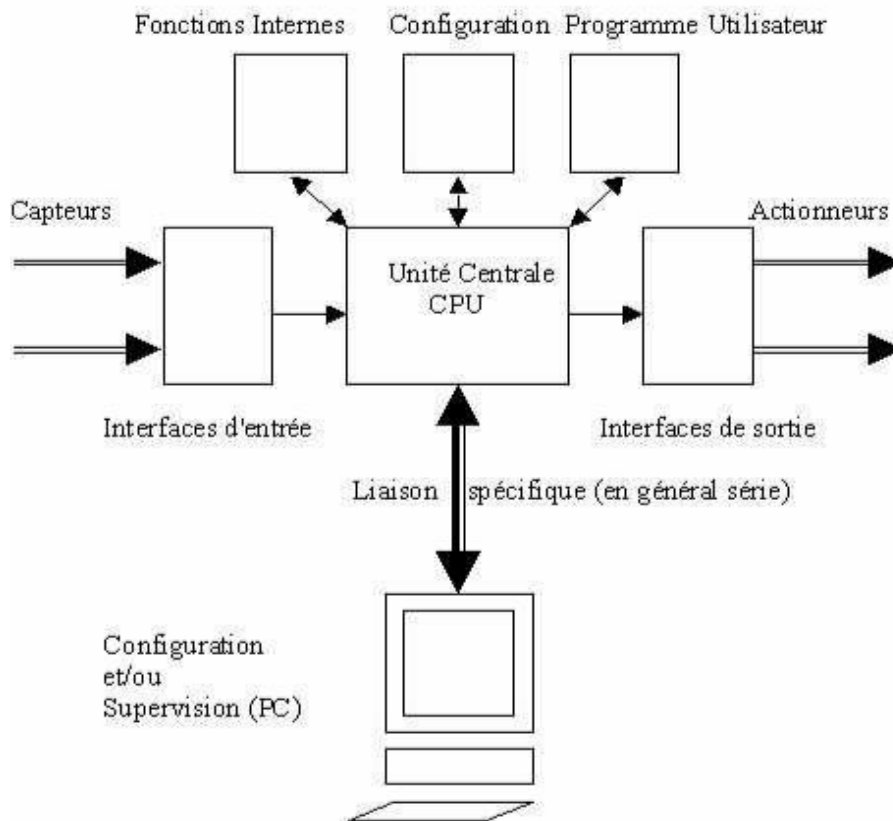 Fonctions Internes
Configuration
Programme Utilisateur
Capteurs
Actionneurs
Unité Centrale
CPU
Interfaces d'entrée
Interfaces de sortie
Liaison spécifique (en général série)
Configuration
et/ou
Supervision (PC)